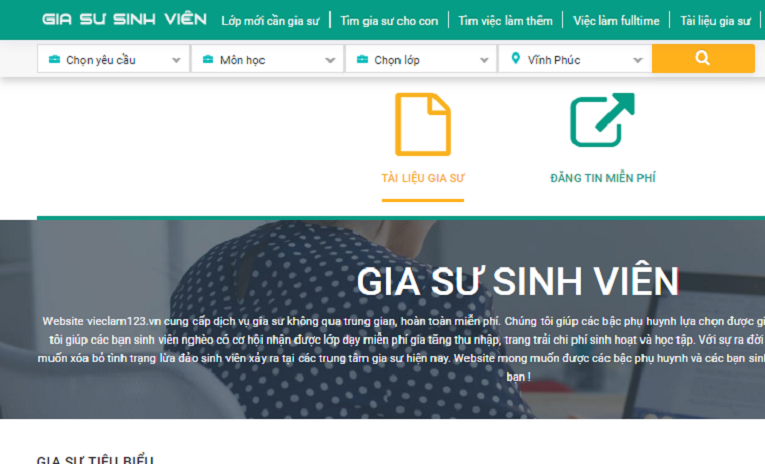 GIA SƯ SINH VIÊN Lớp mới cần gia sư Tìm gia sư cho con Tìm việc làm thêm Việc làm fulltime Tài liệu gia sư
Chọn yêu cầu Môn học Chọn lớp Vĩnh Phúc
TÀI LIỆU GIA SƯ ĐĂNG TIN MIỄN PHÍ
GIA SƯ SINH VIÊN
Website vieclam123.vn cung cấp dịch vụ gia sư không qua trung gian, hoàn toàn miễn phí. Chúng tôi giúp các bậc phụ huynh lựa chọn được gi
tôi giúp các bạn sinh viên nghèo có cơ hội nhận được lớp dạy miễn phí gia tăng thu nhập, trang trải chi phí sinh hoạt và học tập. Với sự ra đời
muốn xóa bỏ tình trạng lừa đảo sinh viên xảy ra tại các trung tâm gia sư hiện nay. Website mong muốn được các bậc phụ huynh và các bạn sinh
bạn !
GIA SƯ TIÊU BIỂU